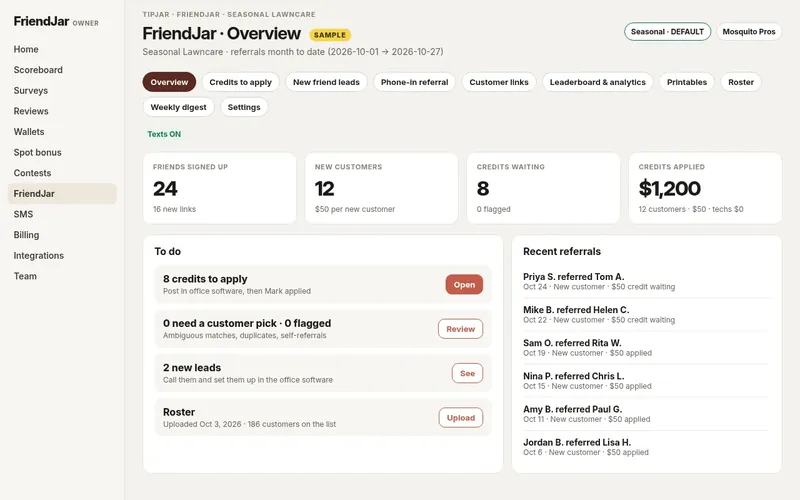 FriendJar OWNER
Home
Scoreboard
Surveys
Reviews
Wallets
Spot bonus
Contests
FriendJar
SMS
Billing
Integrations
Team
TIPJAR · FRIENDJAR · SEASONAL LAWNCARE
FriendJar · Overview SAMPLE
Seasonal Lawncare · referrals month to date (2026-10-01 → 2026-10-27)
Seasonal · DEFAULT
Mosquito Pros
Overview
Credits to apply
New friend leads
Phone-in referral
Customer links
Leaderboard & analytics
Printables
Roster
Weekly digest
Settings
Texts ON
FRIENDS SIGNED UP
24
16 new links
NEW CUSTOMERS
12
$50 per new customer
CREDITS WAITING
8
0 flagged
CREDITS APPLIED
$1,200
12 customers · $50 · techs $0
To do
8 credits to apply
Post in office software, then Mark applied
Open
0 need a customer pick · 0 flagged
Ambiguous matches, duplicates, self-referrals
Review
2 new leads
Call them and set them up in the office software
See
Roster
Uploaded Oct 3, 2026 · 186 customers on the list
Upload
Recent referrals
Priya S. referred Tom A.
Oct 24 · New customer · $50 credit waiting
Mike B. referred Helen C.
Oct 22 · New customer · $50 credit waiting
Sam O. referred Rita W.
Oct 19 · New customer · $50 applied
Nina P. referred Chris L.
Oct 15 · New customer · $50 applied
Amy B. referred Paul G.
Oct 11 · New customer · $50 applied
Jordan B. referred Lisa H.
Oct 6 · New customer · $50 applied